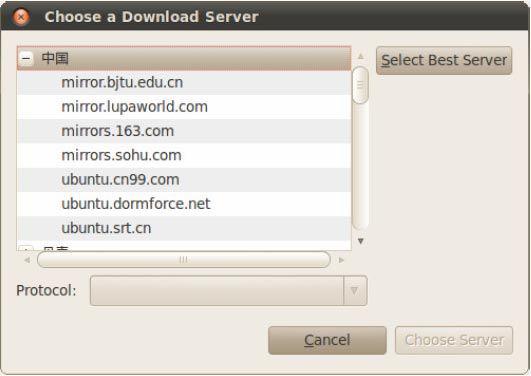 Choose a Download Server
中国
Select Best Server
mirror.bjtu.edu.cn
mirror.lupaworld.com
mirrors.163.com
mirrors.sohu.com
ubuntu.cn99.com
ubuntu.dormforce.net
ubuntu.srt.cn
Protocol:
Cancel
Choose Server